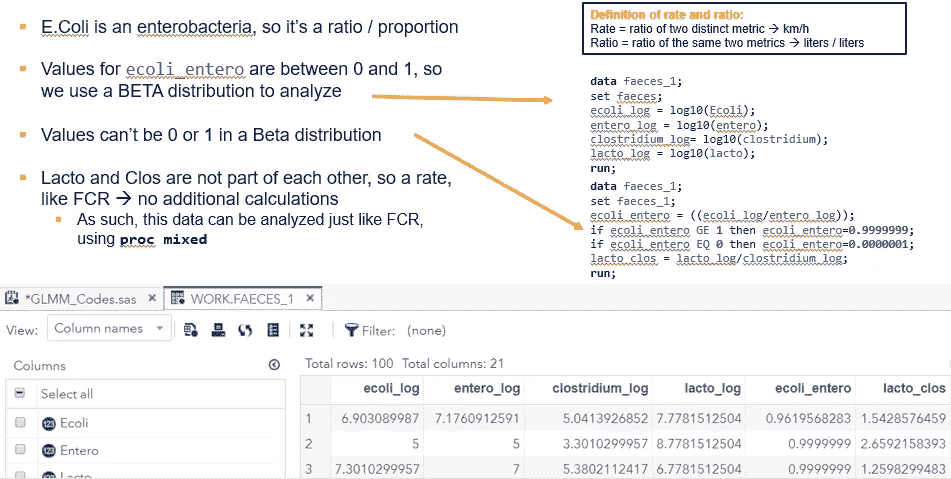 E.Coli is an enterobacteria, so it's a ratio / proportion
Values for ecoli_entero are between 0 and 1, so
we use a BETA distribution to analyze
Values can't be 0 or 1 in a Beta distribution
Lacto and Clos are not part of each other, so a rate,
like FCR → no additional calculations
As such, this data can be analyzed just like FCR,
using proc mixed
Definition of rate and ratio:
Rate = ratio of two distinct metric → km/h
Ratio = ratio of the same two metrics → liters / liters
data faeces_1;
set faeces;
ecoli_log = log10(Ecoli);
entero_log = log10(entero);
clostridium_log= log10(clostridium);
lacto_log = log10(lacto);
run;
data faeces_1;
set faeces_1;
ecoli_entero = ((ecoli_log/entero_log));
if ecoli_entero GE 1 then ecoli_entero=0.9999999;
if ecoli_entero EQ 0 then ecoli_entero=0.0000001;
lacto_clos = lacto_log/clostridium_log;
run;
*GLMM_Codes.sas × WORK.FAECES_1 ×
View: Column names Filter: (none)
Columns
Select all
Ecoli
Entero
Lacto
Total rows: 100 Total columns: 21
ecoli_log entero_log clostridium_log lacto_log ecoli_entero lacto_clos
1 6.903089987 7.1760912591 5.0413926852 7.7781512504 0.9619568283 1.5428576459
2 5 5 3.3010299957 8.7781512504 0.9999999 2.6592158393
3 7.3010299957 7 5.3802112417 6.7781512504 0.9999999 1.2598299483